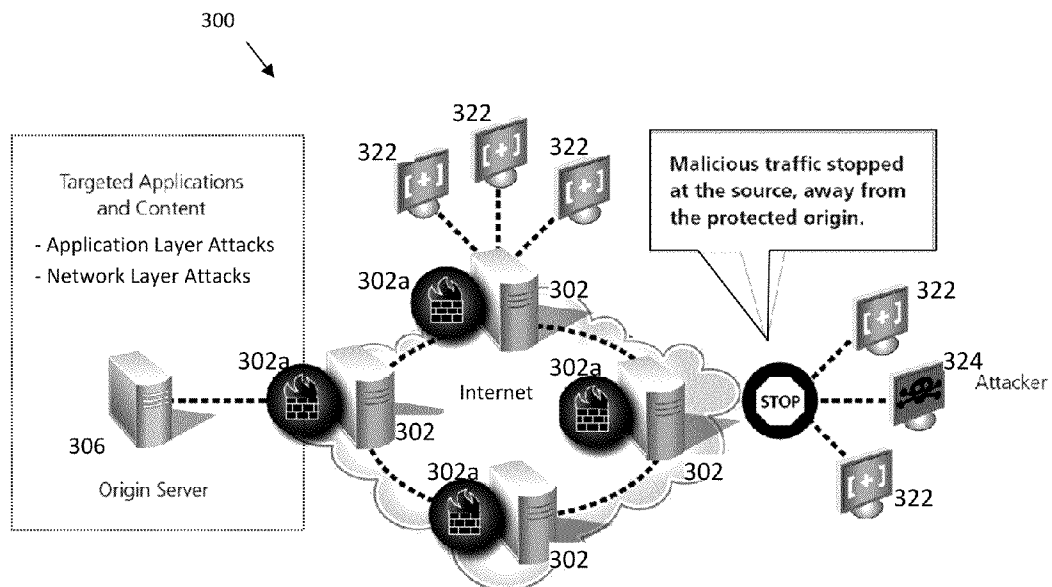 300
322
322
322
Targeted Applications
and Content
- Application Layer Attacks
- Network Layer Attacks
Malicious traffic stopped
at the source, away from
the protected origin.
302a
302
322
302a
302a
324
Attacker
Internet
STOP
306
302
302
302a
322
Origin Server
302